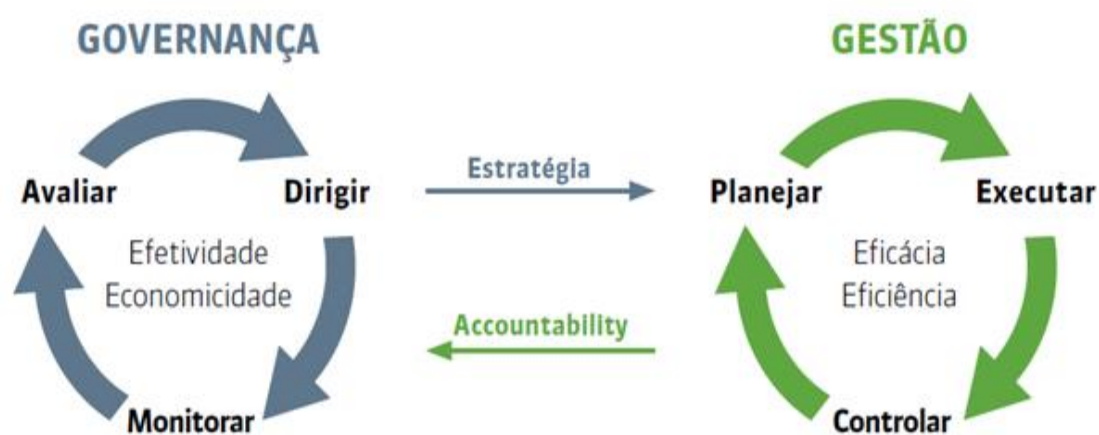 GOVERNANÇA
Avaliar
Dirigir
Efetividade
Economicidade
Monitorar
Estratégia
Accountability
GESTÃO
Planejar
Executar
Eficácia
Eficiência
Controlar